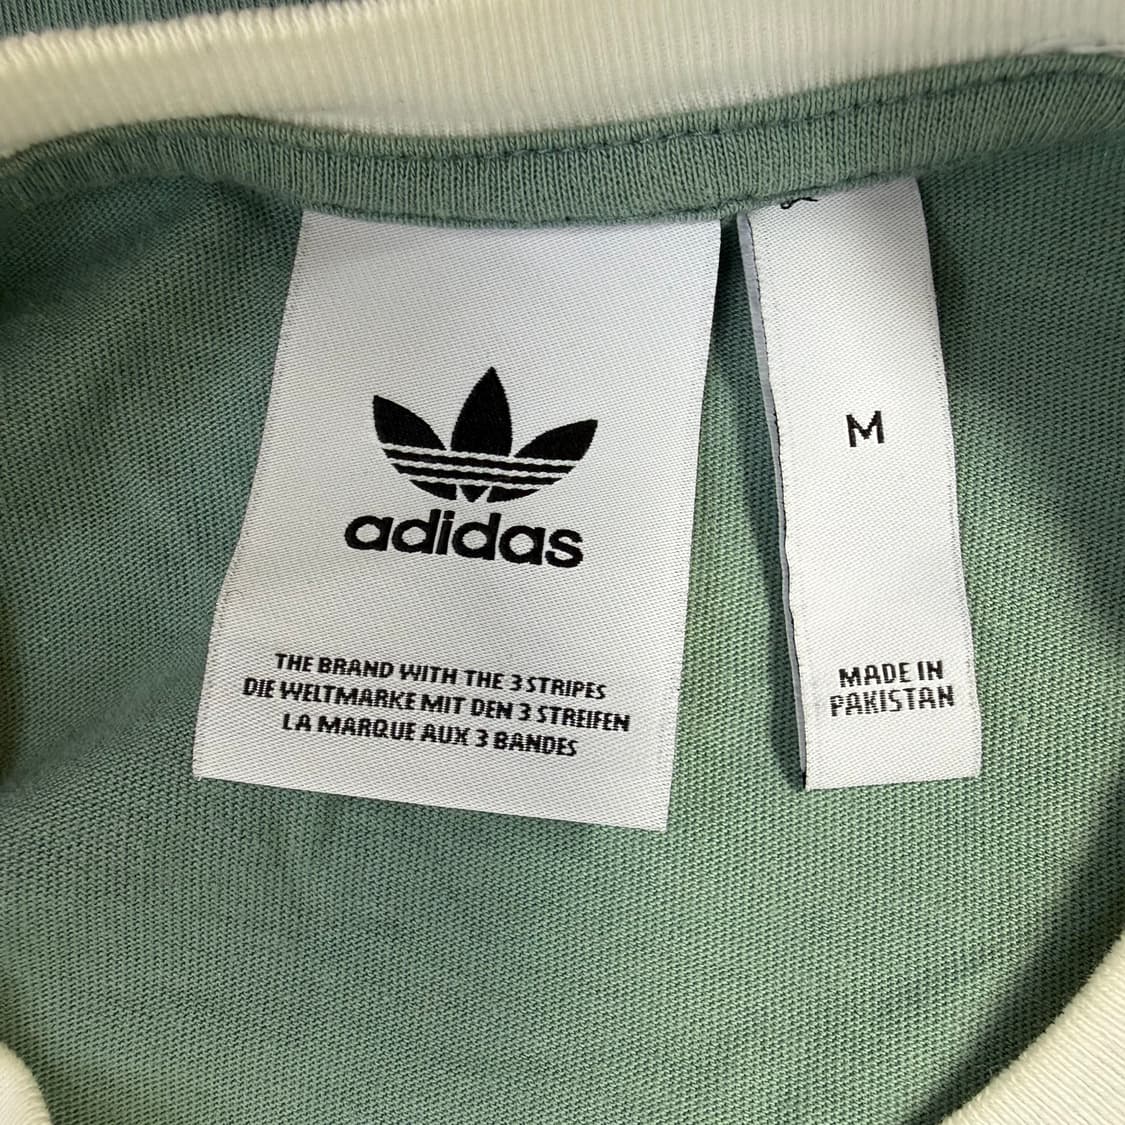 adidas
THE BRAND WITH THE 3 STRIPES
DIE WELTMARKE MIT DEN 3 STREIFEN
LA MARQUE AUX 3 BANDES
M
MADE IN
PAKISTAN